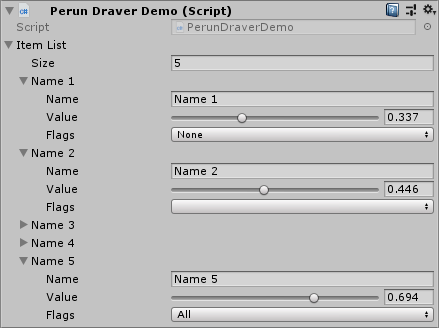 Perun Draver Demo (Script)
Script PerunDraverDemo
Item List
Size 5
Name 1
Name Name 1
Value 0.337
Flags None
Name 2
Name Name 2
Value 0.446
Flags
Name 3
Name 4
Name 5
Name Name 5
Value 0.694
Flags All